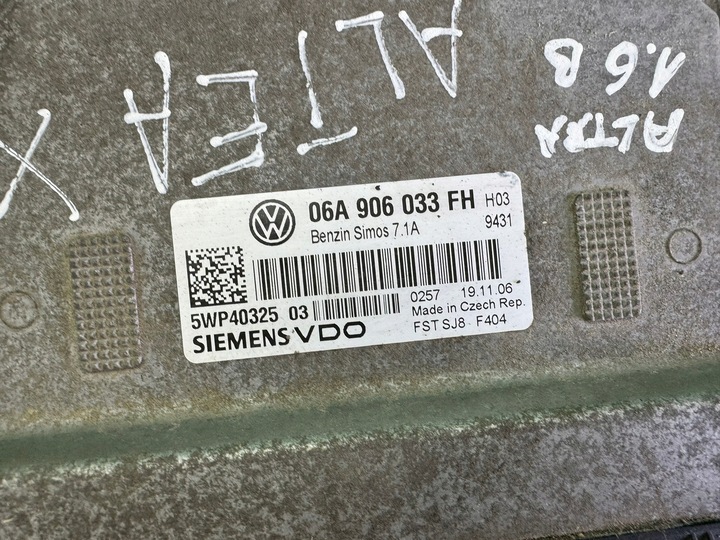 ALTEA X
ALTEA
1.6 B
06A 906 033 FH H03
Benzin Simos 7.1A 9431
5WP40325 03
0257 19.11.06
Made in Czech Rep.
SIEMENS VDO
FST SJ8 F404